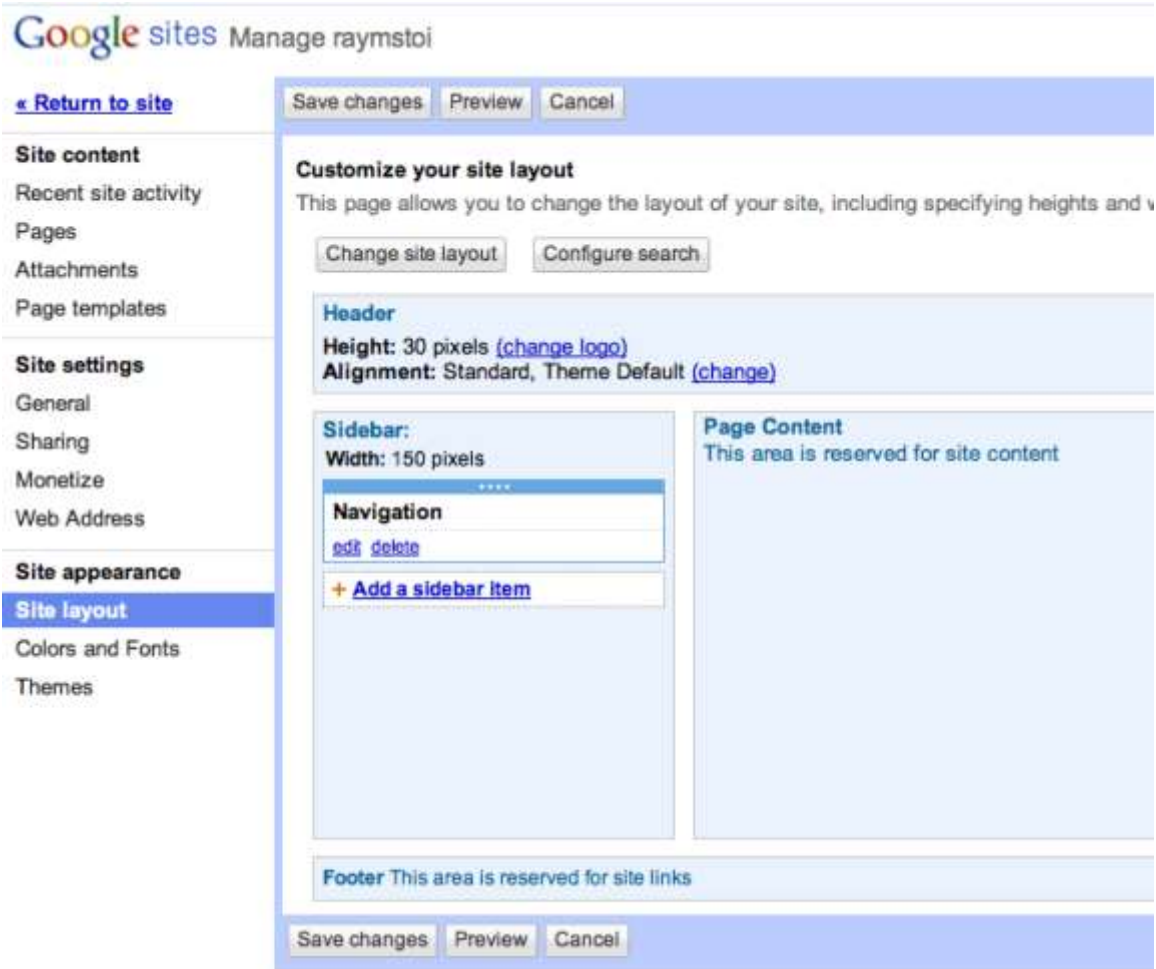 Google sites Manage raymstoi
« Return to site
Site content
Recent site activity
Pages
Attachments
Page templates
Site settings
General
Sharing
Monetize
Web Address
Site appearance
Site layout
Colors and Fonts
Themes
Save changes Preview Cancel
Customize your site layout
This page allows you to change the layout of your site, including specifying heights and
Change site layout Configure search
Header
Height: 30 pixels (change logo)
Alignment: Standard, Theme Default (change)
Sidebar:
Width: 150 pixels
Navigation
edit delete
+ Add a sidebar item
Page Content
This area is reserved for site content
Footer This area is reserved for site links
Save changes Preview Cancel